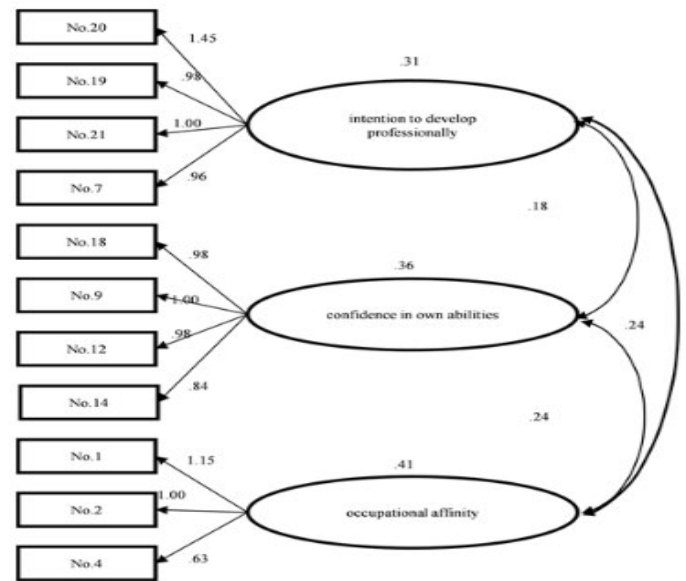 No.20
1.45
.31
No.19
.98
intention to develop
professionally
No.21
1.00
No.7
.96
.18
No.18
.98
.36
No.9
1.00
confidence in own abilities
.24
No.12
.98
No.14
.84
.24
No.1
1.15
.41
No.2
1.00
occupational affinity
No.4
.63